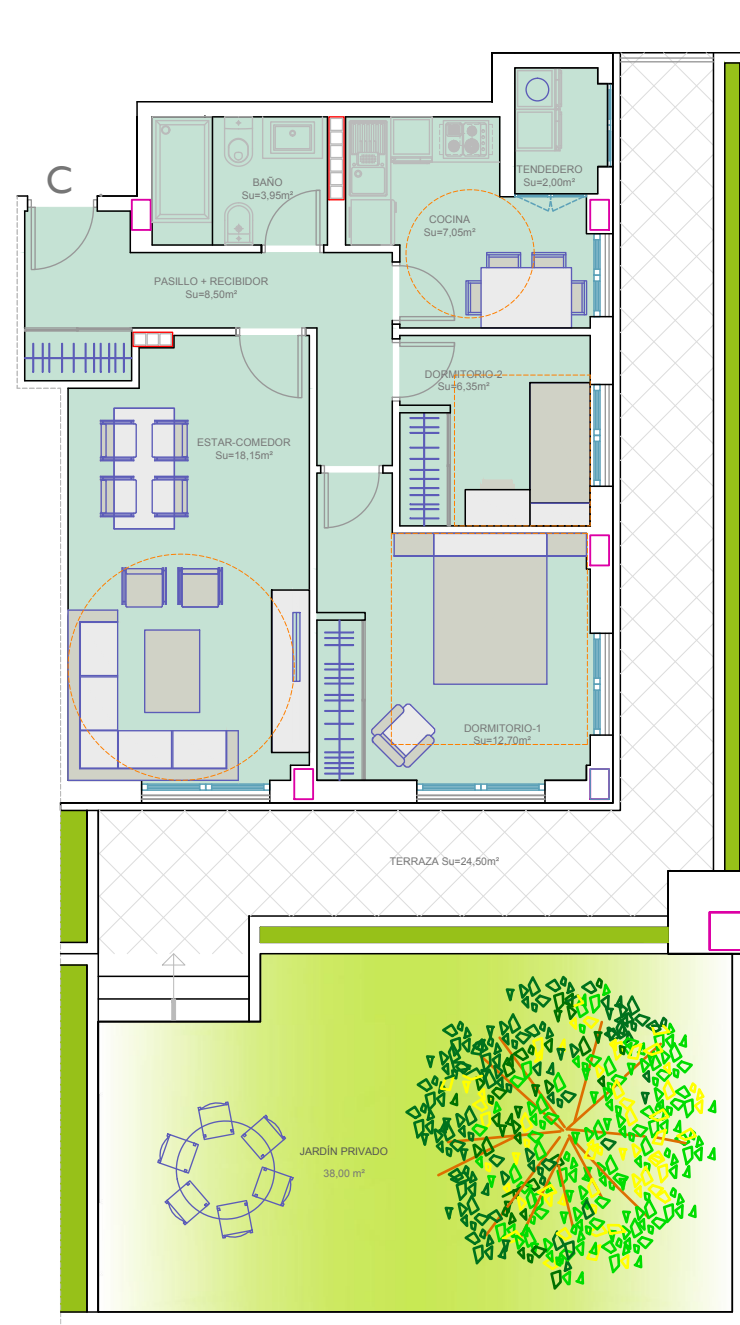 C
TENDEDERO
Su=2,00m²
BAÑO
Su=3,95m²
COCINA
Su=7,05m²
PASILLO + RECIBIDOR
Su=8,50m²
DORMITORIO-2
Su=6,35m²
ESTAR-COMEDOR
Su=18,15m²
DORMITORIO-1
Su=12,70m²
TERRAZA Su=24,50m²
JARDÍN PRIVADO
38,00 m²